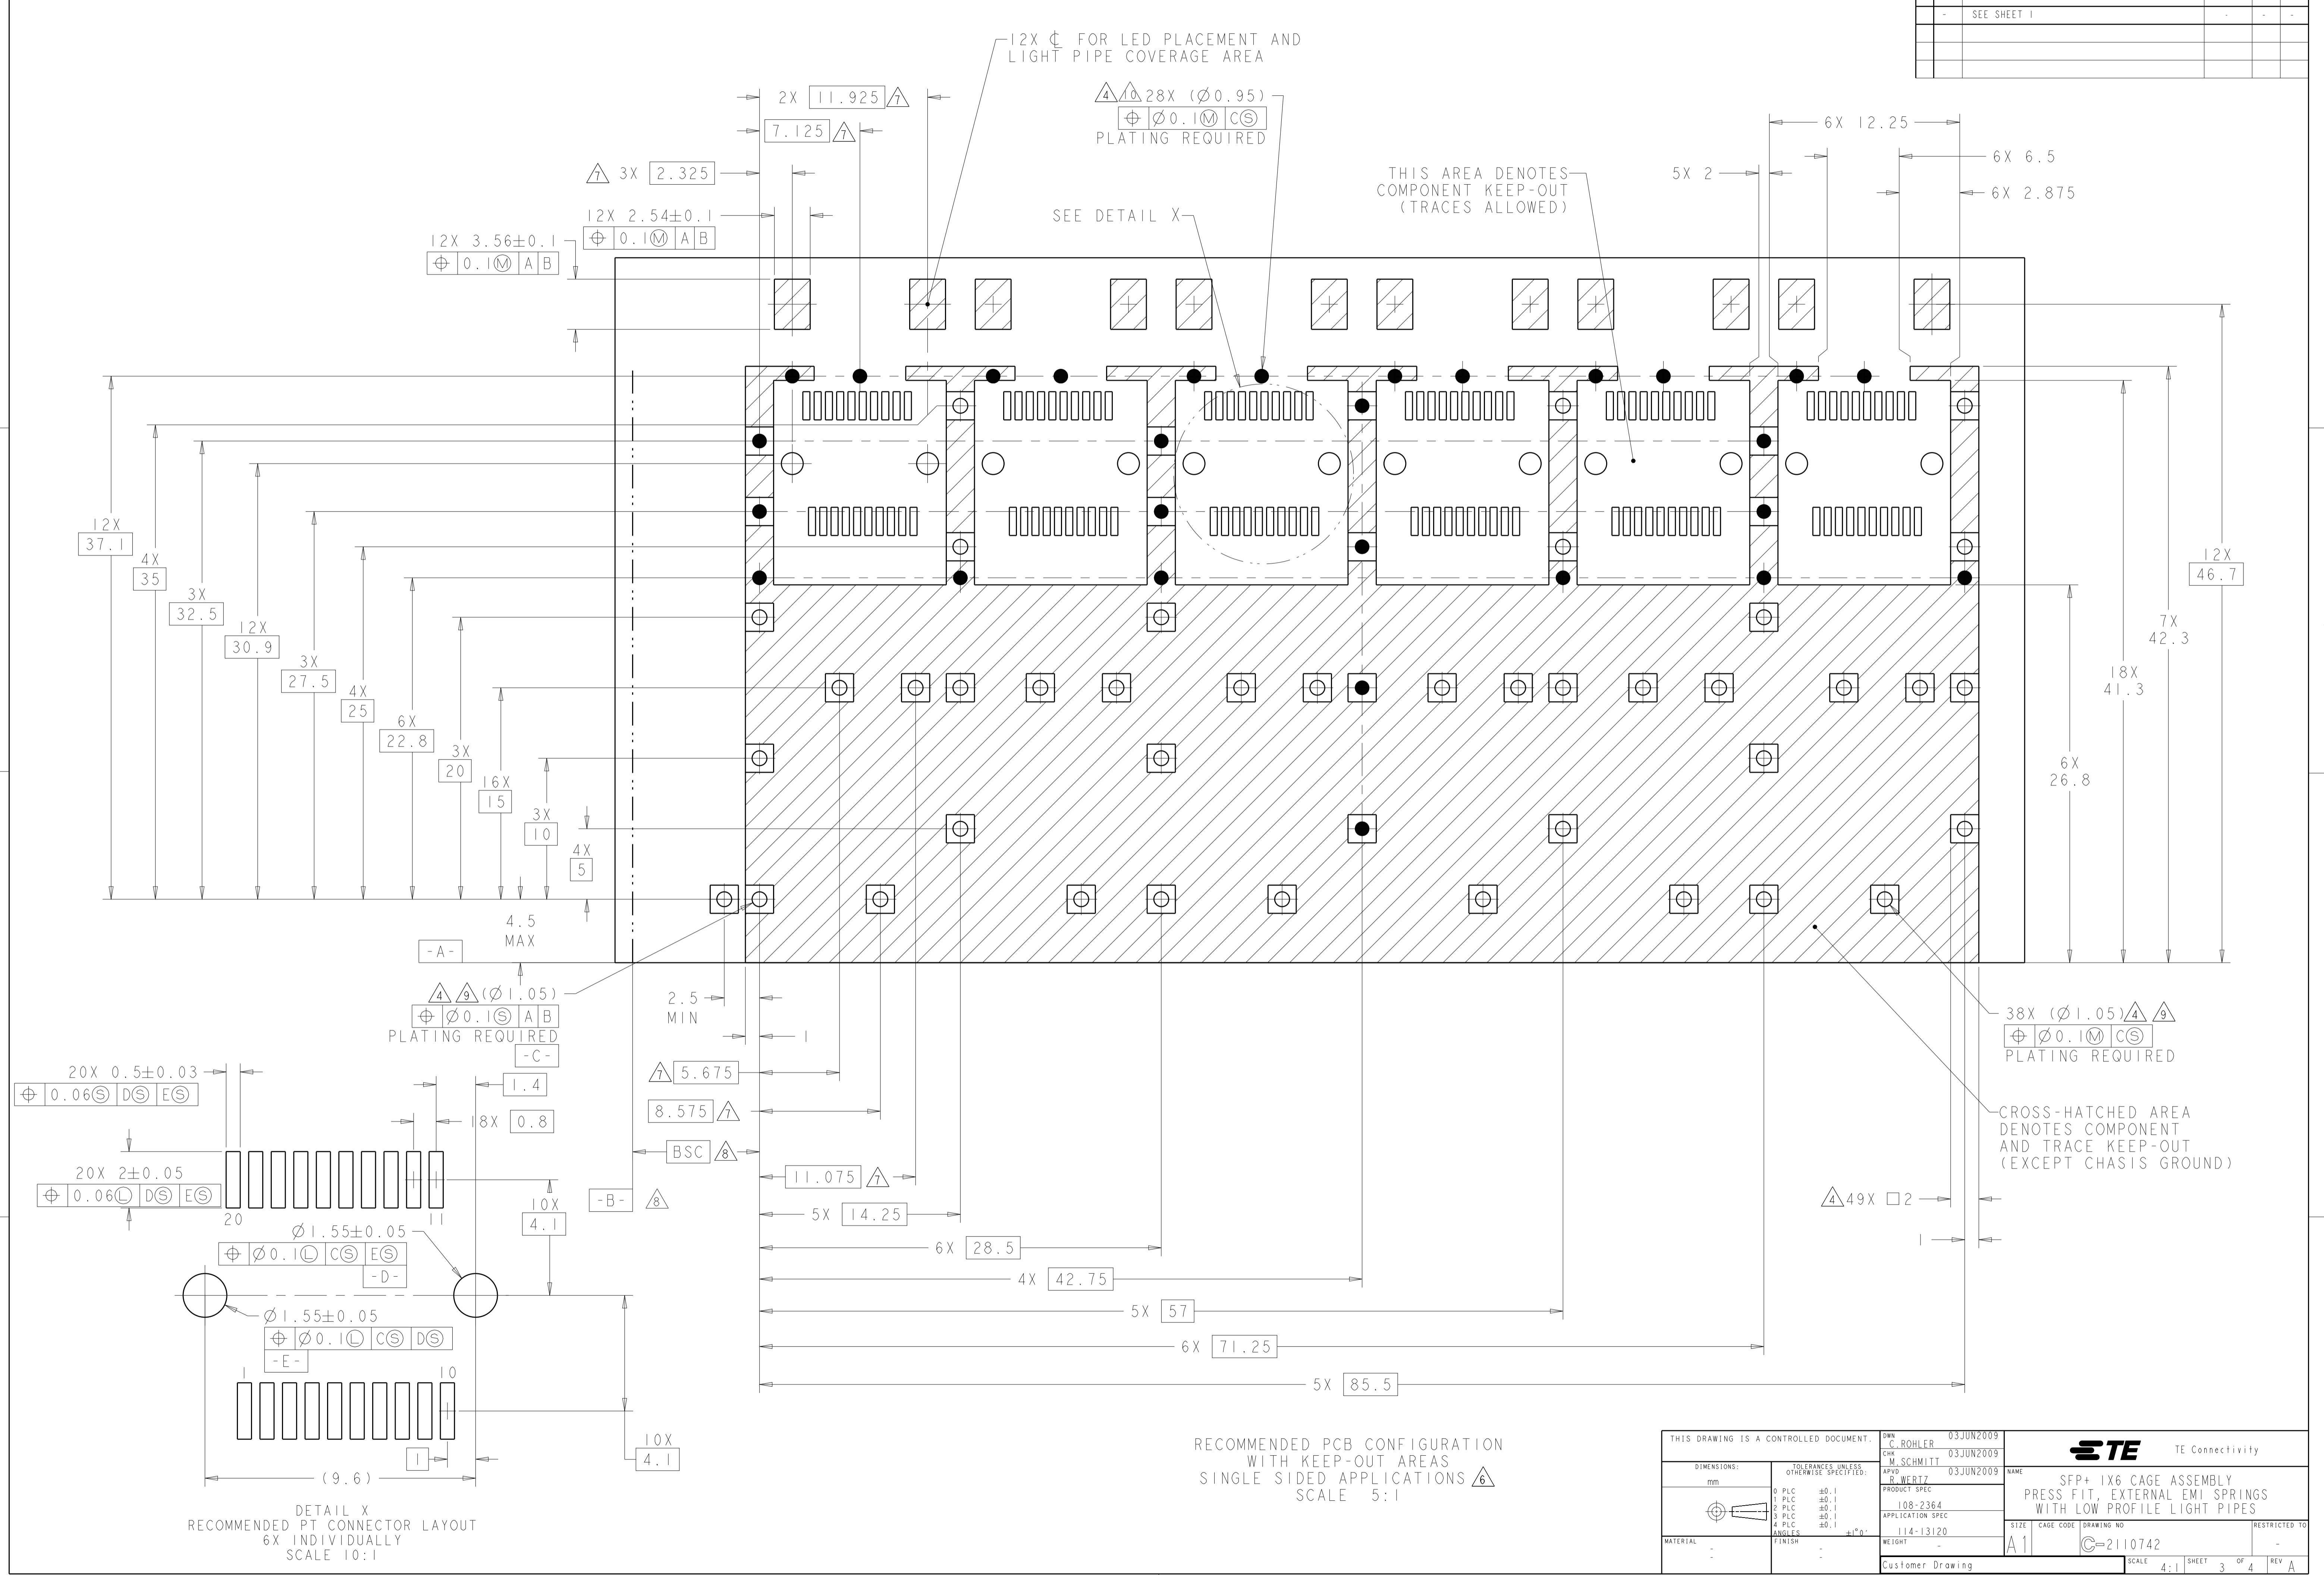 - SEE SHEET 1 - - -
12X ℄ FOR LED PLACEMENT AND
LIGHT PIPE COVERAGE AREA
2X 11.925 7
7.125 7
7 3X 2.325
12X 2.54±0.1
⌖ 0.1Ⓜ A B
12X 3.56±0.1
⌖ 0.1Ⓜ A B
4 10 28X (Ø0.95)
⌖ Ø0.1Ⓜ CⓈ
PLATING REQUIRED
SEE DETAIL X
THIS AREA DENOTES
COMPONENT KEEP-OUT
(TRACES ALLOWED)
6X 12.25
6X 6.5
5X 2
6X 2.875
12X
37.1
4X
35
3X
32.5
12X
30.9
3X
27.5
4X
25
6X
22.8
3X
20
16X
15
3X
10
4X
5
4.5
MAX
-A-
12X
46.7
7X
42.3
18X
41.3
6X
26.8
4 9 (Ø1.05)
⌖ Ø0.1Ⓢ A B
PLATING REQUIRED
-C-
2.5
MIN
1
7 5.675
8.575 7
BSC 8
11.075 7
-B- 8
5X 14.25
6X 28.5
4X 42.75
5X 57
6X 71.25
5X 85.5
38X (Ø1.05) 4 9
⌖ Ø0.1Ⓜ CⓈ
PLATING REQUIRED
CROSS-HATCHED AREA
DENOTES COMPONENT
AND TRACE KEEP-OUT
(EXCEPT CHASIS GROUND)
4 49X □2
1
20X 0.5±0.03
⌖ 0.06Ⓢ DⓈ EⓈ
1.4
18X 0.8
20X 2±0.05
⌖ 0.06Ⓛ DⓈ EⓈ
20 11
10X
4.1
Ø1.55±0.05
⌖ Ø0.1Ⓛ CⓈ EⓈ
-D-
Ø1.55±0.05
⌖ Ø0.1Ⓛ CⓈ DⓈ
-E-
1 10
10X
4.1
1
(9.6)
DETAIL X
RECOMMENDED PT CONNECTOR LAYOUT
6X INDIVIDUALLY
SCALE 10:1
RECOMMENDED PCB CONFIGURATION
WITH KEEP-OUT AREAS
SINGLE SIDED APPLICATIONS 6
SCALE 5:1
THIS DRAWING IS A CONTROLLED DOCUMENT.
DIMENSIONS:
mm
TOLERANCES UNLESS
OTHERWISE SPECIFIED:
0 PLC ±0.1
1 PLC ±0.1
2 PLC ±0.1
3 PLC ±0.1
4 PLC ±0.1
ANGLES ±1°0'
MATERIAL
-
-
FINISH
-
-
DWN 03JUN2009
C.ROHLER
CHK 03JUN2009
M.SCHMITT
APVD 03JUN2009
R.WERTZ
PRODUCT SPEC
108-2364
APPLICATION SPEC
114-13120
WEIGHT -
Customer Drawing
TE TE Connectivity
NAME
SFP+ 1X6 CAGE ASSEMBLY
PRESS FIT, EXTERNAL EMI SPRINGS
WITH LOW PROFILE LIGHT PIPES
SIZE CAGE CODE DRAWING NO RESTRICTED TO
A1 C-2110742 -
SCALE 4:1 SHEET 3 OF 4 REV A